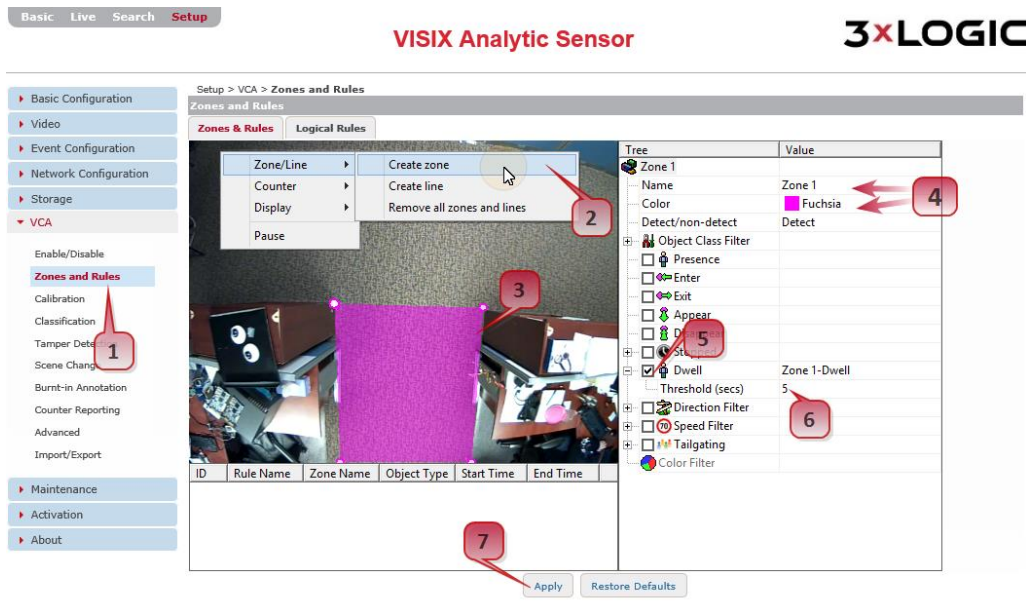 Basic Live Search Setup
VISIX Analytic Sensor
3xLOGIC
Basic Configuration
Video
Event Configuration
Network Configuration
Storage
VCA
Enable/Disable
Zones and Rules
Calibration
Classification
Tamper Detec
1
Scene Chang
Burnt-in Annotation
Counter Reporting
Advanced
Import/Export
Maintenance
Activation
About
Setup > VCA > Zones and Rules
Zones and Rules
Zones & Rules Logical Rules
Zone/Line
Counter
Display
Pause
Create zone
Create line
Remove all zones and lines
2
3
ID Rule Name Zone Name Object Type Start Time End Time
Tree Value
Zone 1
Name Zone 1
Color Fuchsia
4
Detect/non-detect Detect
Object Class Filter
Presence
Enter
Exit
Appear
Disappear
5
Stopped
Dwell Zone 1-Dwell
Threshold (secs) 5
6
Direction Filter
70 Speed Filter
Tailgating
Color Filter
7
Apply Restore Defaults